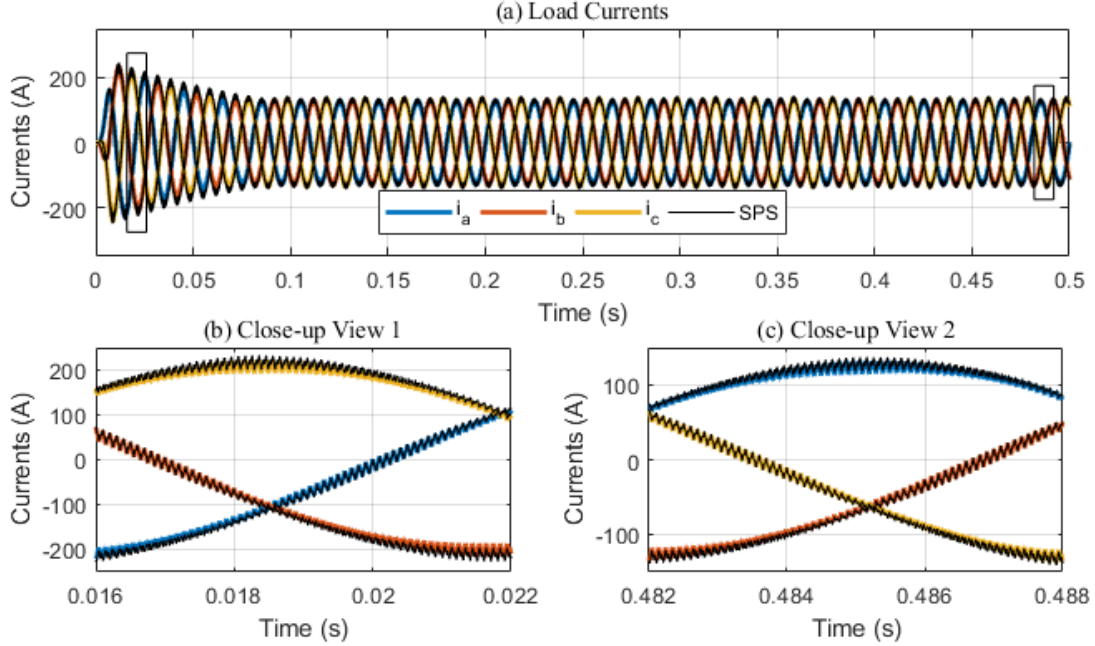 (a) Load Currents
Currents (A)
200
0
-200
i_a i_b i_c SPS
0 0.05 0.1 0.15 0.2 0.25 0.3 0.35 0.4 0.45 0.5
Time (s)
(b) Close-up View 1
Currents (A)
200
100
0
-100
-200
0.016 0.018 0.02 0.022
Time (s)
(c) Close-up View 2
Currents (A)
100
0
-100
0.482 0.484 0.486 0.488
Time (s)